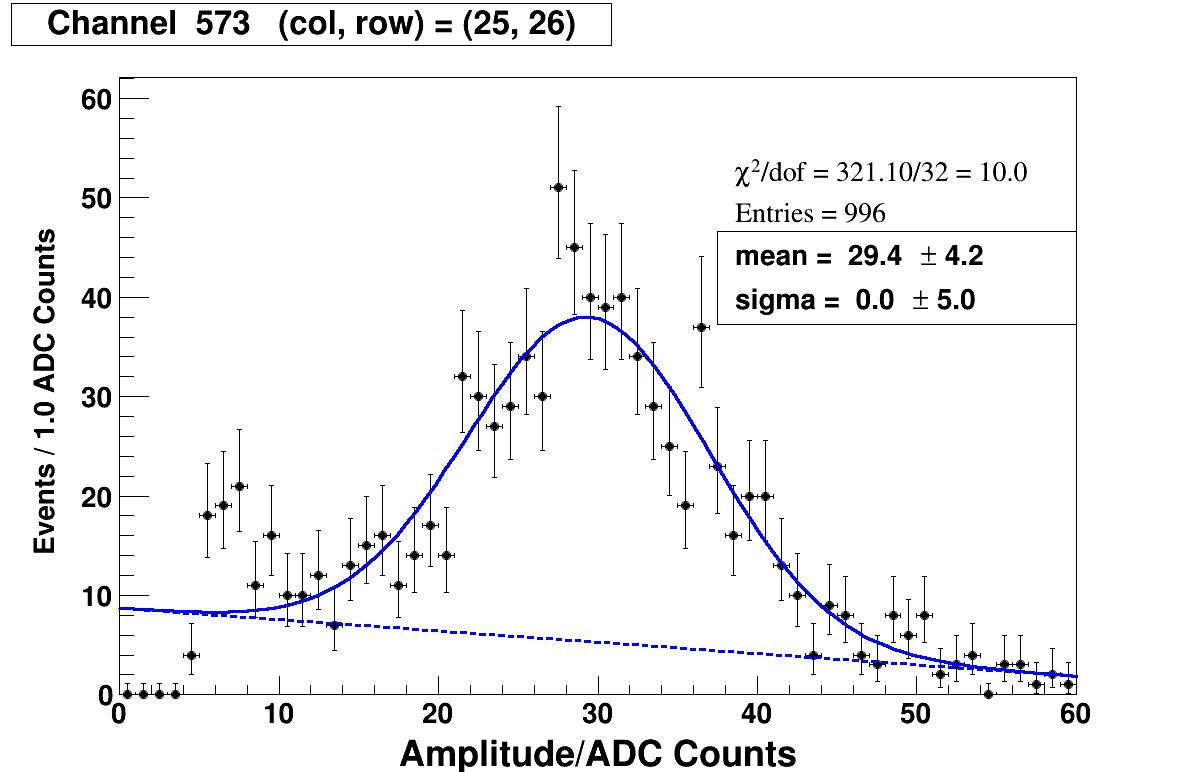 Channel 573 (col, row) = (25, 26)
60
50
40
30
20
10
0
Events / 1.0 ADC Counts
χ²/dof = 321.10/32 = 10.0
Entries = 996
mean = 29.4 ± 4.2
sigma = 0.0 ± 5.0
0 10 20 30 40 50 60
Amplitude/ADC Counts